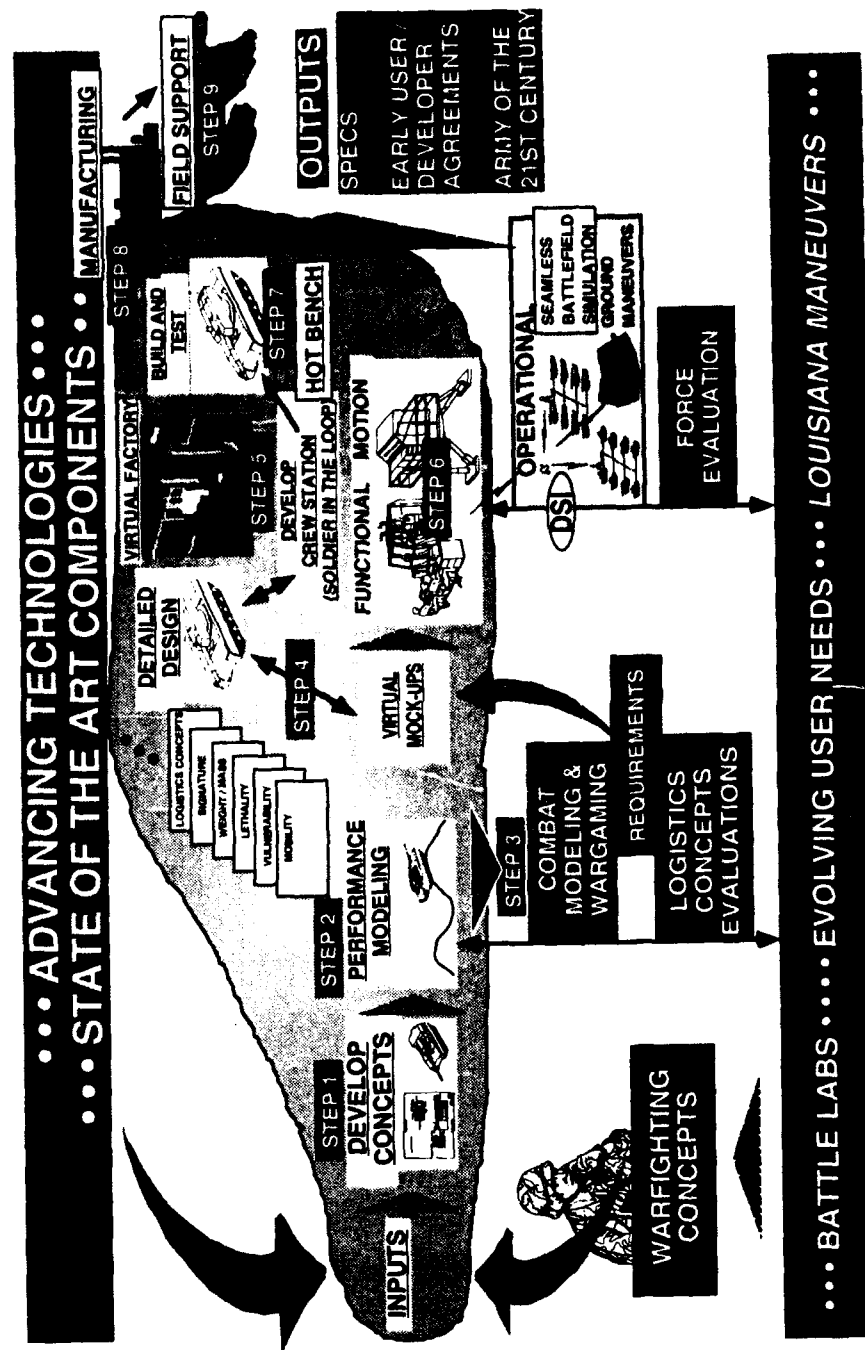 ••• ADVANCING TECHNOLOGIES •••
••• STATE OF THE ART COMPONENTS •••
INPUTS
STEP 1
DEVELOP
CONCEPTS
STEP 2
PERFORMANCE
MODELING
LOGISTICS CONCEPTS
SIGNATURE
WEIGHT / MASS
LETHALITY
VULNERABILITY
MOBILITY
STEP 3
COMBAT
MODELING &
WARGAMING
REQUIREMENTS
LOGISTICS
CONCEPTS
EVALUATIONS
DETAILED
DESIGN
STEP 4
VIRTUAL
MOCK-UPS
VIRTUAL FACTORY
STEP 5
DEVELOP
CREW STATION
(SOLDIER IN THE LOOP)
FUNCTIONAL MOTION
STEP 6
BUILD AND
TEST
STEP 7
HOT BENCH
STEP 8
MANUFACTURING
FIELD SUPPORT
STEP 9
OUTPUTS
SPECS
EARLY USER/
DEVELOPER
AGREEMENTS
ARMY OF THE
21ST CENTURY
OPERATIONAL
SEAMLESS
BATTLEFIELD
SIMULATION
GROUND
MANEUVERS
DSI
FORCE
EVALUATION
WARFIGHTING
CONCEPTS
••• BATTLE LABS •••• EVOLVING USER NEEDS ••• LOUISIANA MANEUVERS •••